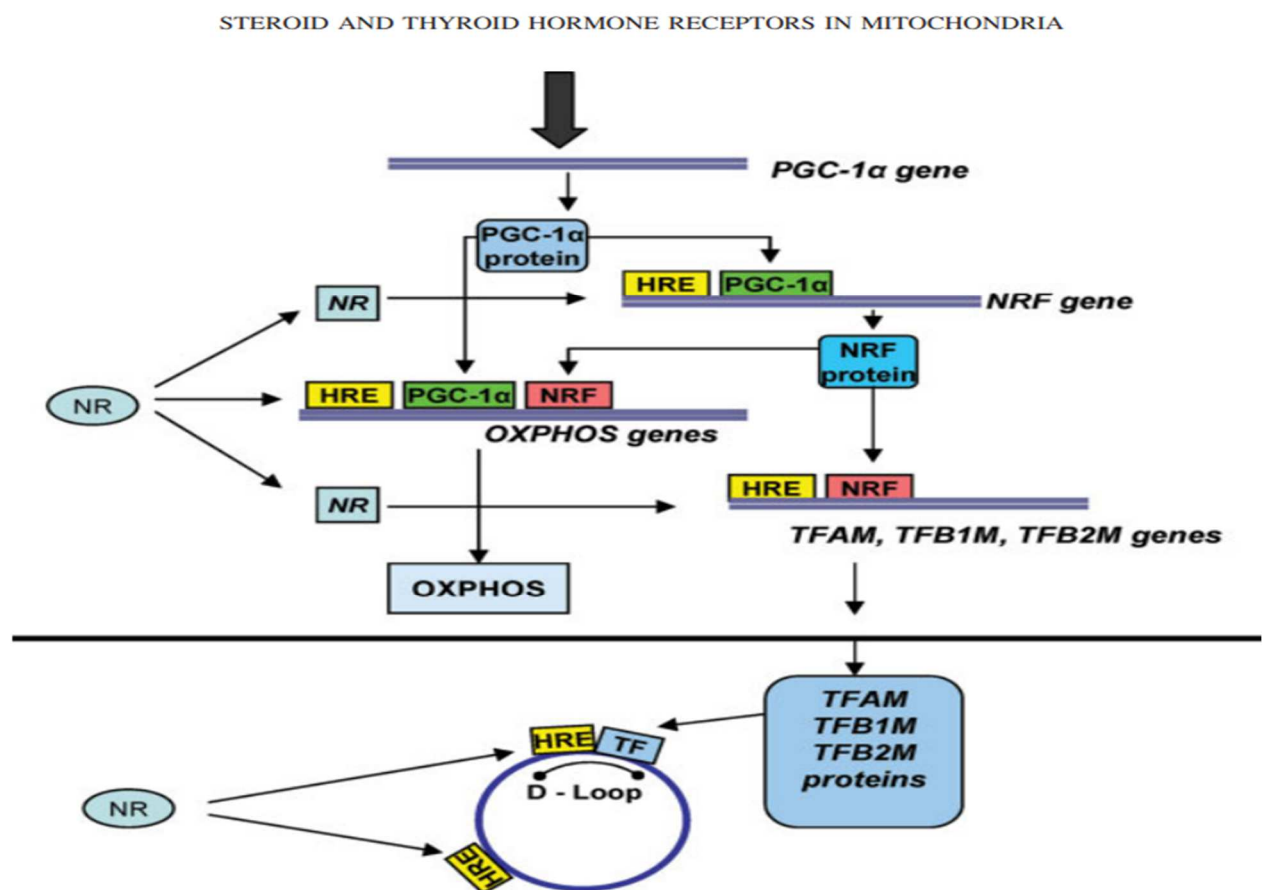 STEROID AND THYROID HORMONE RECEPTORS IN MITOCHONDRIA
PGC-1α gene
PGC-1α
protein
HRE PGC-1α
NR
NRF gene
NRF
protein
NR
HRE PGC-1α NRF
OXPHOS genes
NR
HRE NRF
TFAM, TFB1M, TFB2M genes
OXPHOS
TFAM
TFB1M
TFB2M
proteins
HRE TF
D - Loop
NR
HRE